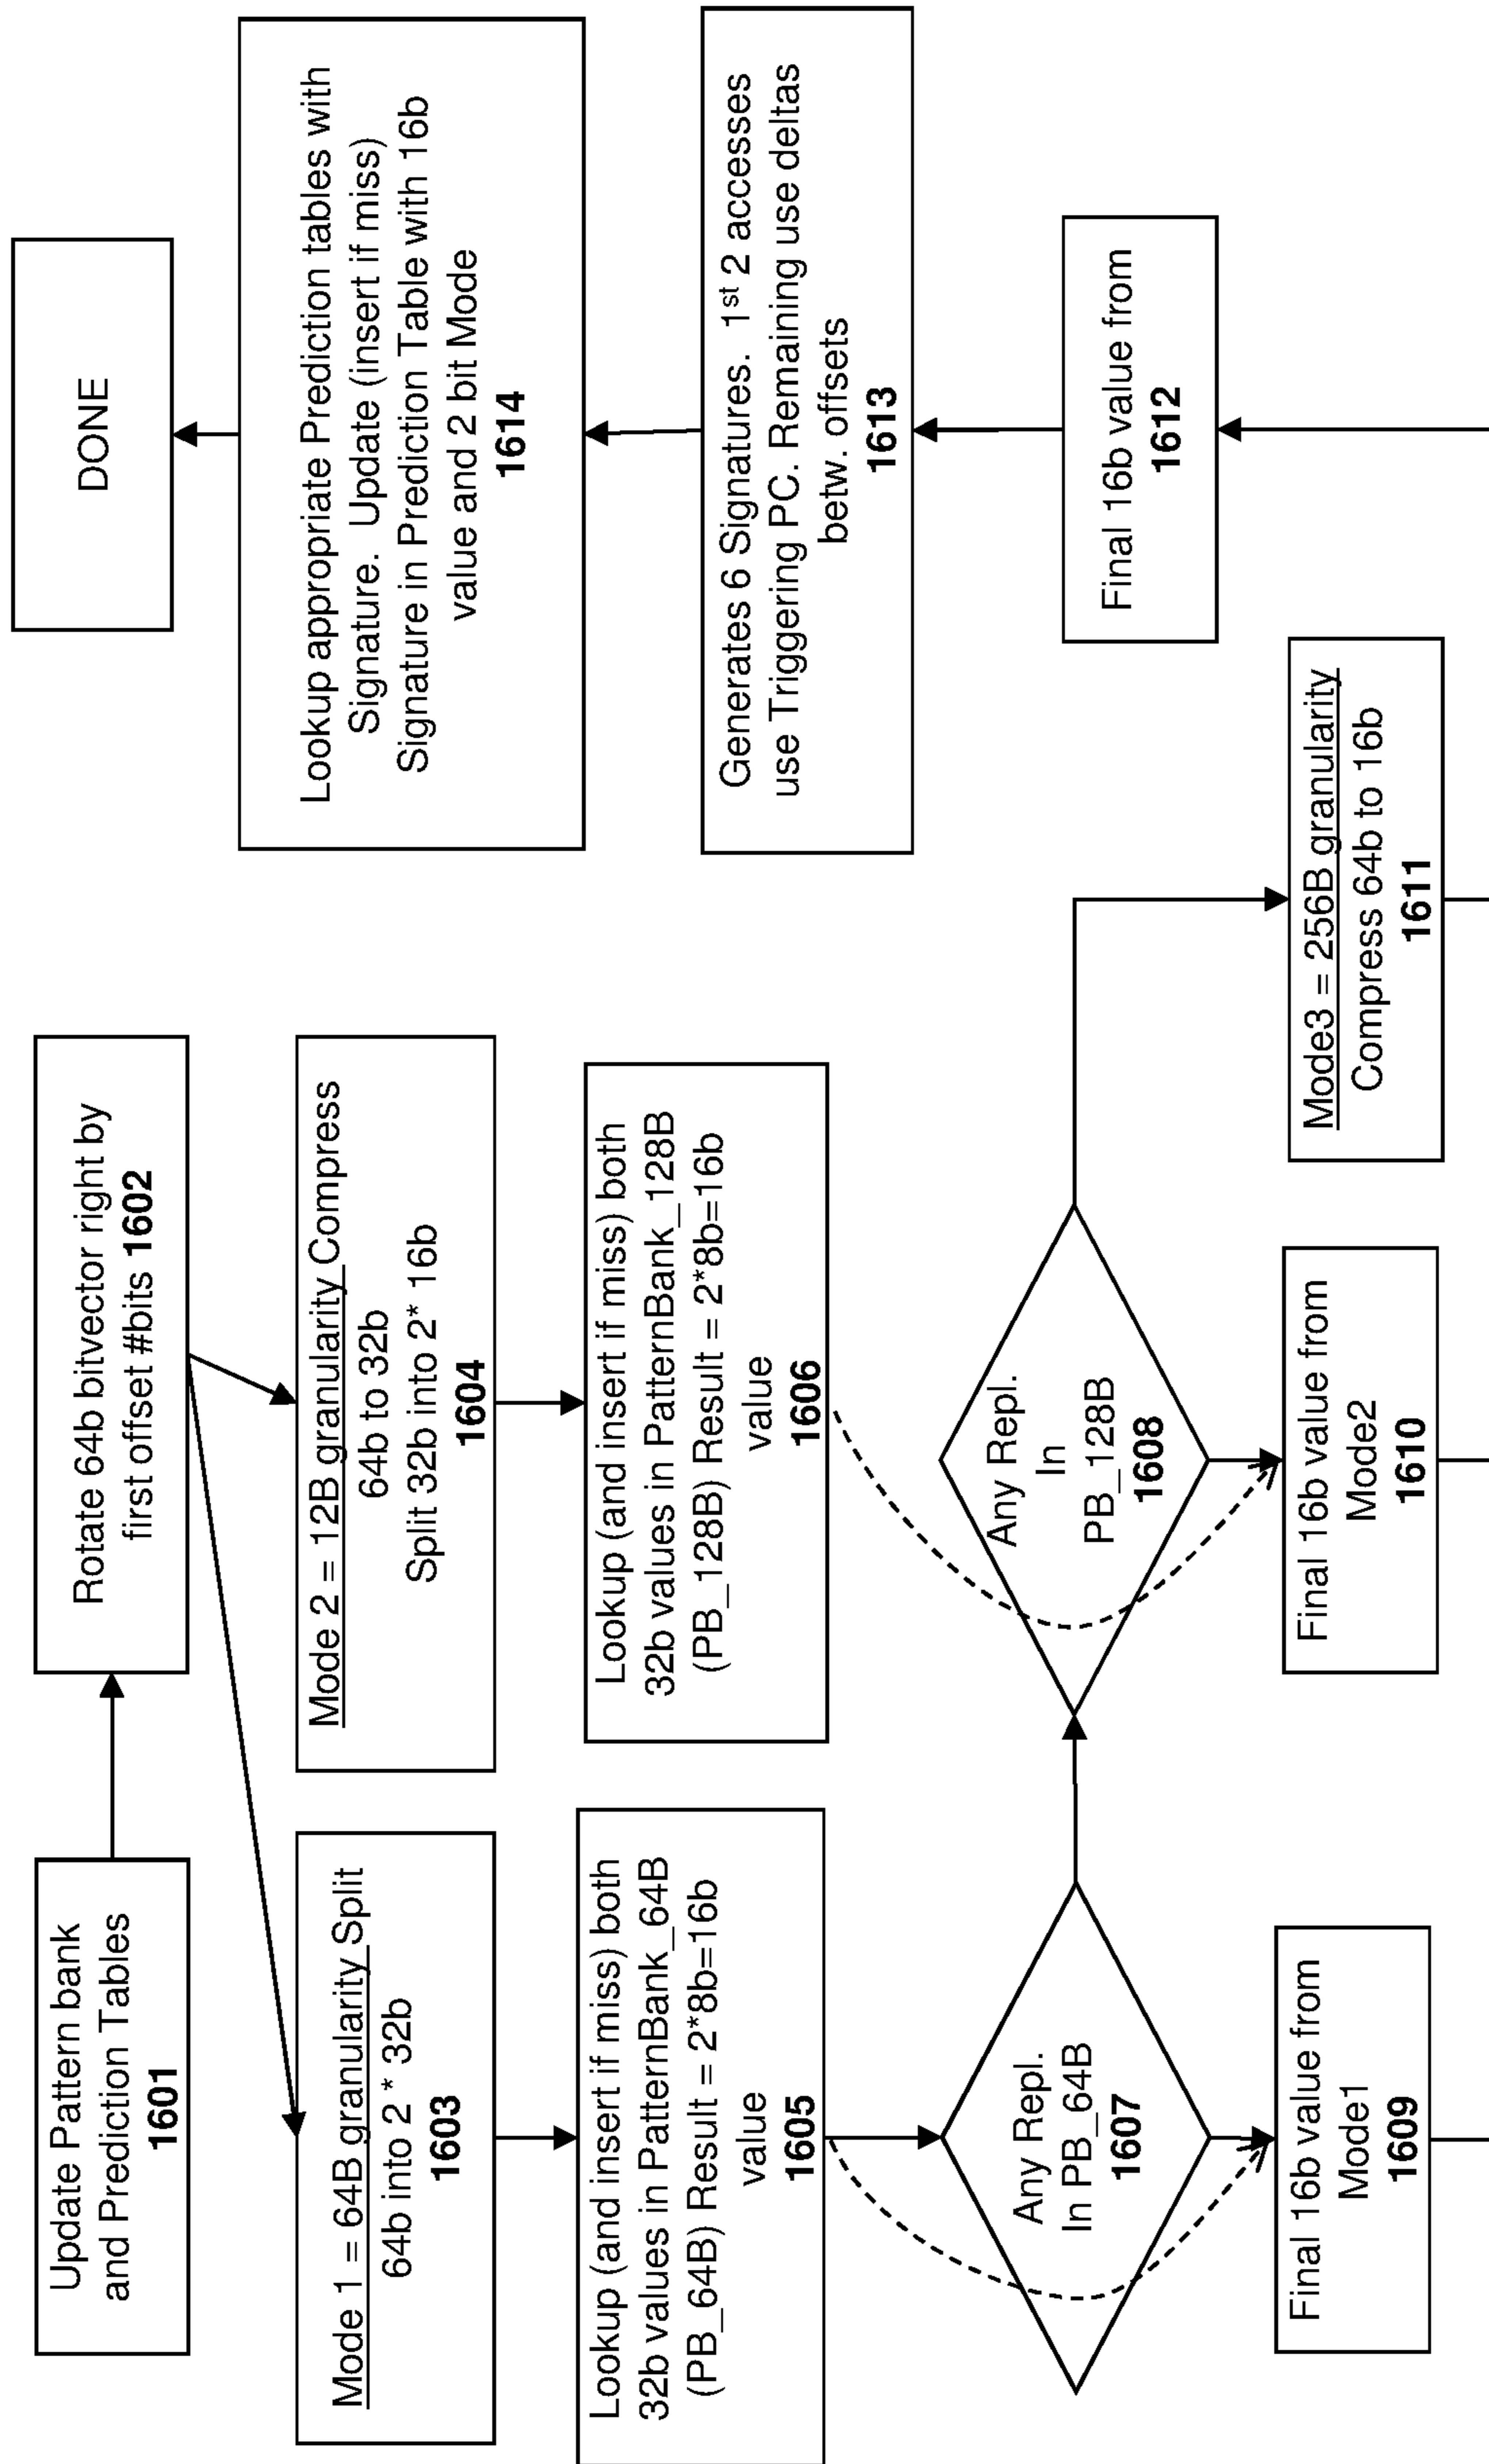 Update Pattern bank
and Prediction Tables
1601
Rotate 64b bitvector right by
first offset #bits 1602
Mode 1 = 64B granularity Split
64b into 2 * 32b
1603
Mode 2 = 12B granularity Compress
64b to 32b
Split 32b into 2* 16b
1604
Lookup (and insert if miss) both
32b values in PatternBank_64B
(PB_64B) Result = 2*8b=16b
value
1605
Lookup (and insert if miss) both
32b values in PatternBank_128B
(PB_128B) Result = 2*8b=16b
value
1606
Any Repl.
In PB_64B
1607
Any Repl.
In
PB_128B
1608
Final 16b value from
Mode1
1609
Final 16b value from
Mode2
1610
Mode3 = 256B granularity
Compress 64b to 16b
1611
Final 16b value from
1612
Generates 6 Signatures. 1st 2 accesses
use Triggering PC. Remaining use deltas
betw. offsets
1613
Lookup appropriate Prediction tables with
Signature. Update (insert if miss)
Signature in Prediction Table with 16b
value and 2 bit Mode
1614
DONE